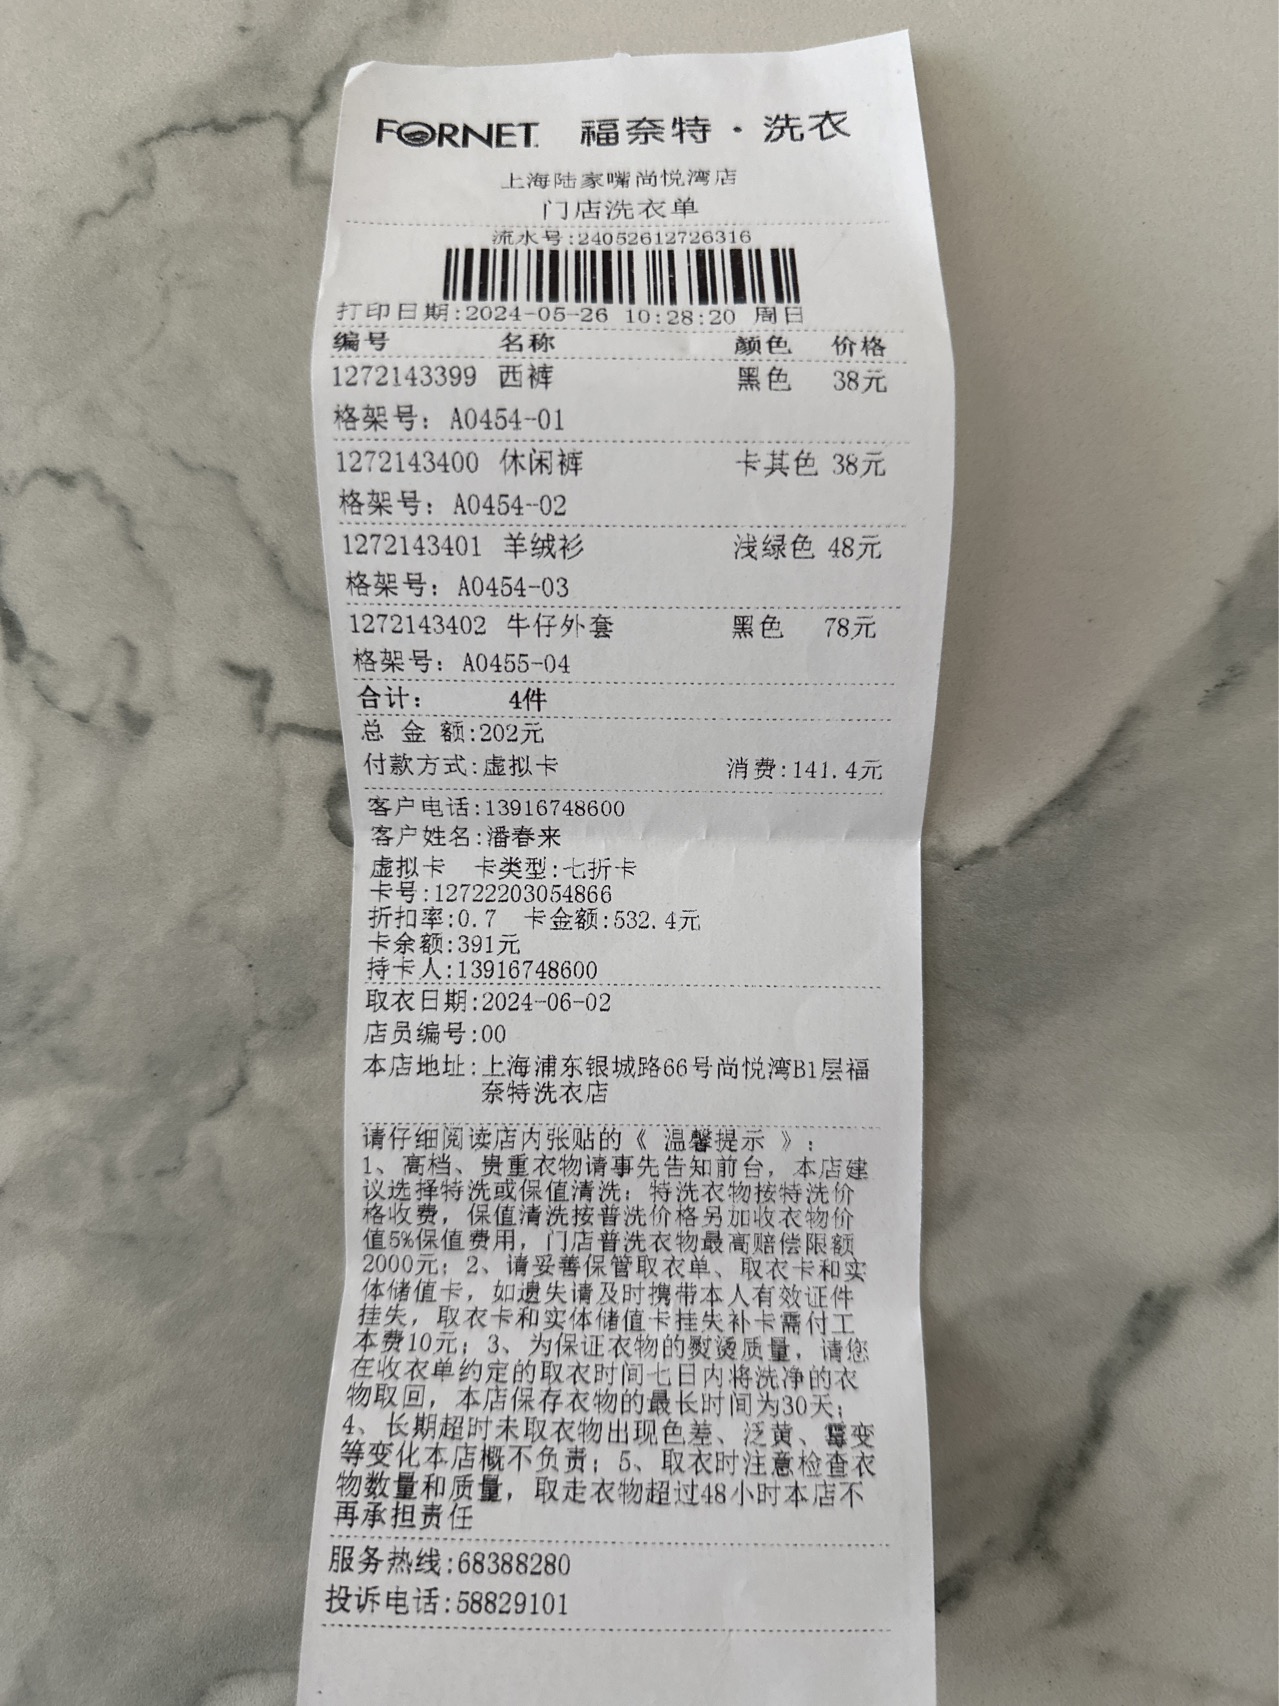 FORNET 福奈特·洗衣
上海陆家嘴尚悦湾店
门店洗衣单
流水号:24052612726316
打印日期:2024-05-26 10:28:20 周日
编号 名称 颜色 价格
1272143399 西裤 黑色 38元
格架号: A0454-01
1272143400 休闲裤 卡其色 38元
格架号: A0454-02
1272143401 羊绒衫 浅绿色 48元
格架号: A0454-03
1272143402 牛仔外套 黑色 78元
格架号: A0455-04
合计: 4件
总 金 额:202元
付款方式:虚拟卡 消费:141.4元
客户电话:13916748600
客户姓名:潘春来
虚拟卡 卡类型:七折卡
卡号:12722203054866
折扣率:0.7 卡金额:532.4元
卡余额:391元
持卡人:13916748600
取衣日期:2024-06-02
店员编号:00
本店地址:上海浦东银城路66号尚悦湾B1层福
奈特洗衣店
请仔细阅读店内张贴的《 温馨提示 》:
1、高档、贵重衣物请事先告知前台，本店建
议选择特洗或保值清洗；特洗衣物按特洗价
格收费，保值清洗按普洗价格另加收衣物价
值5%保值费用，门店普洗衣物最高赔偿限额
2000元；2、请妥善保管取衣单、取衣卡和实
体储值卡，如遗失请及时携带本人有效证件
挂失，取衣卡和实体储值卡挂失补卡需付工
本费10元；3、为保证衣物的熨烫质量，请您
在收衣单约定的取衣时间七日内将洗净的衣
物取回，本店保存衣物的最长时间为30天；
4、长期超时未取衣物出现色差、泛黄、霉变
等变化本店概不负责；5、取衣时注意检查衣
物数量和质量，取走衣物超过48小时本店不
再承担责任
服务热线:68388280
投诉电话:58829101